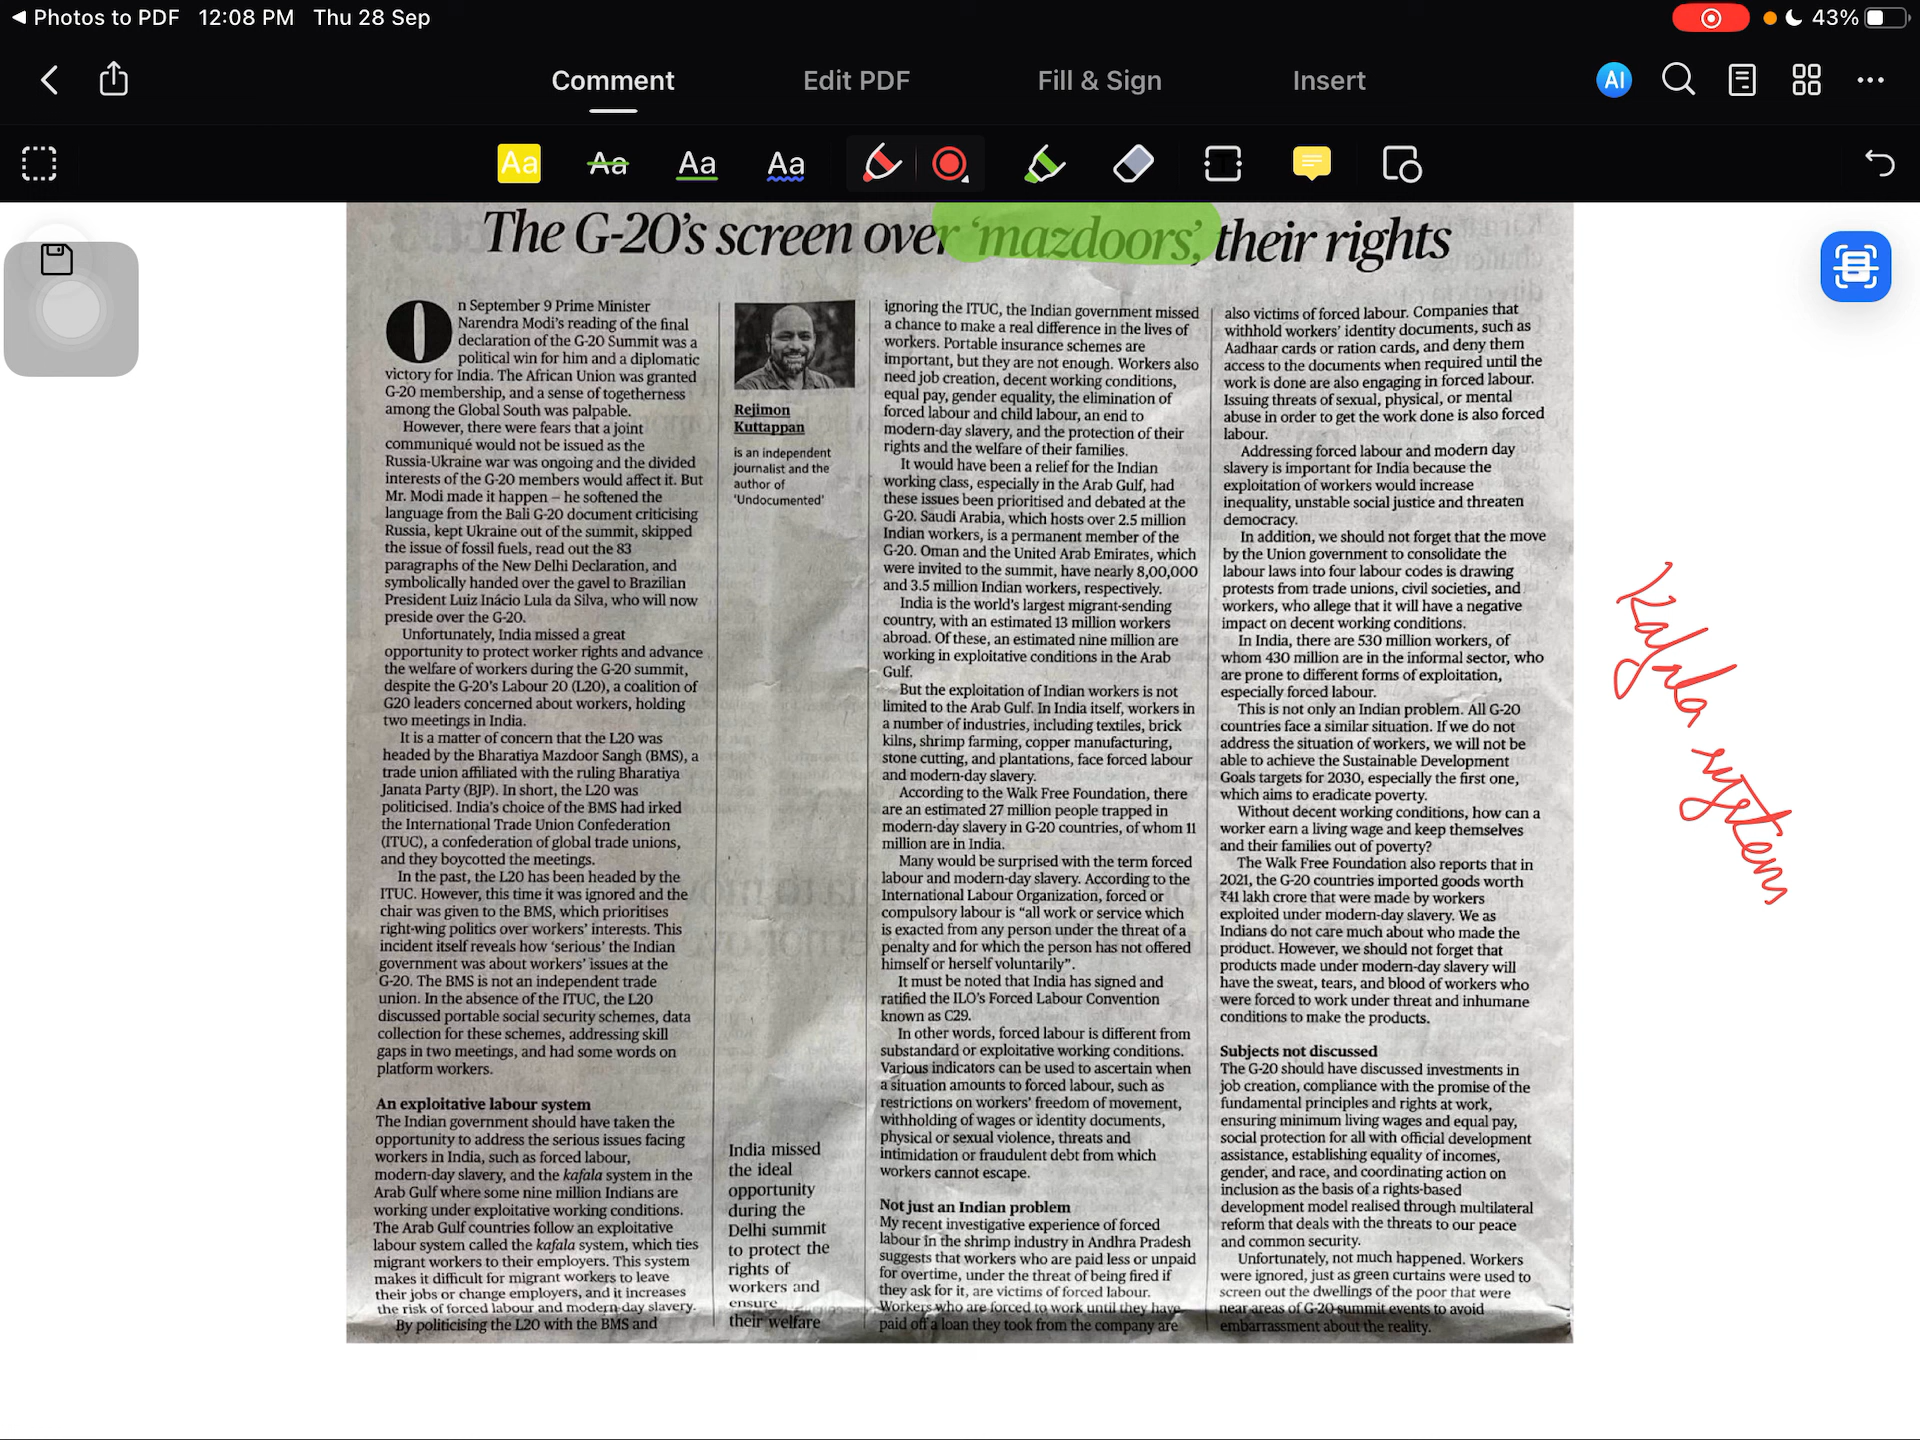 Photos to PDF 12:08 PM Thu 28 Sep 43%
Comment Edit PDF Fill & Sign Insert AI
Aa Aa Aa Aa T
The G-20's screen over 'mazdoors', their rights
On September 9 Prime Minister
Narendra Modi's reading of the final
declaration of the G-20 Summit was a
political win for him and a diplomatic
victory for India. The African Union was granted
G-20 membership, and a sense of togetherness
among the Global South was palpable.
However, there were fears that a joint
communiqué would not be issued as the
Russia-Ukraine war was ongoing and the divided
interests of the G-20 members would affect it. But
Mr. Modi made it happen – he softened the
language from the Bali G-20 document criticising
Russia, kept Ukraine out of the summit, skipped
the issue of fossil fuels, read out the 83
paragraphs of the New Delhi Declaration, and
symbolically handed over the gavel to Brazilian
President Luiz Inácio Lula da Silva, who will now
preside over the G-20.
Unfortunately, India missed a great
opportunity to protect worker rights and advance
the welfare of workers during the G-20 summit,
despite the G-20's Labour 20 (L20), a coalition of
G20 leaders concerned about workers, holding
two meetings in India.
It is a matter of concern that the L20 was
headed by the Bharatiya Mazdoor Sangh (BMS), a
trade union affiliated with the ruling Bharatiya
Janata Party (BJP). In short, the L20 was
politicised. India's choice of the BMS had irked
the International Trade Union Confederation
(ITUC), a confederation of global trade unions,
and they boycotted the meetings.
In the past, the L20 has been headed by the
ITUC. However, this time it was ignored and the
chair was given to the BMS, which prioritises
right-wing politics over workers' interests. This
incident itself reveals how 'serious' the Indian
government was about workers' issues at the
G-20. The BMS is not an independent trade
union. In the absence of the ITUC, the L20
discussed portable social security schemes, data
collection for these schemes, addressing skill
gaps in two meetings, and had some words on
platform workers.
An exploitative labour system
The Indian government should have taken the
opportunity to address the serious issues facing
workers in India, such as forced labour,
modern-day slavery, and the kafala system in the
Arab Gulf where some nine million Indians are
working under exploitative working conditions.
The Arab Gulf countries follow an exploitative
labour system called the kafala system, which ties
migrant workers to their employers. This system
makes it difficult for migrant workers to leave
their jobs or change employers, and it increases
the risk of forced labour and modern-day slavery.
By politicising the L20 with the BMS and
Rejimon
Kuttappan
is an independent
journalist and the
author of
'Undocumented'
India missed
the ideal
opportunity
during the
Delhi summit
to protect the
rights of
workers and
ensure
their welfare
ignoring the ITUC, the Indian government missed
a chance to make a real difference in the lives of
workers. Portable insurance schemes are
important, but they are not enough. Workers also
need job creation, decent working conditions,
equal pay, gender equality, the elimination of
forced labour and child labour, an end to
modern-day slavery, and the protection of their
rights and the welfare of their families.
It would have been a relief for the Indian
working class, especially in the Arab Gulf, had
these issues been prioritised and debated at the
G-20. Saudi Arabia, which hosts over 2.5 million
Indian workers, is a permanent member of the
G-20. Oman and the United Arab Emirates, which
were invited to the summit, have nearly 8,00,000
and 3.5 million Indian workers, respectively.
India is the world's largest migrant-sending
country, with an estimated 13 million workers
abroad. Of these, an estimated nine million are
working in exploitative conditions in the Arab
Gulf.
But the exploitation of Indian workers is not
limited to the Arab Gulf. In India itself, workers in
a number of industries, including textiles, brick
kilns, shrimp farming, copper manufacturing,
stone cutting, and plantations, face forced labour
and modern-day slavery.
According to the Walk Free Foundation, there
are an estimated 27 million people trapped in
modern-day slavery in G-20 countries, of whom 11
million are in India.
Many would be surprised with the term forced
labour and modern-day slavery. According to the
International Labour Organization, forced or
compulsory labour is "all work or service which
is exacted from any person under the threat of a
penalty and for which the person has not offered
himself or herself voluntarily".
It must be noted that India has signed and
ratified the ILO's Forced Labour Convention
known as C29.
In other words, forced labour is different from
substandard or exploitative working conditions.
Various indicators can be used to ascertain when
a situation amounts to forced labour, such as
restrictions on workers' freedom of movement,
withholding of wages or identity documents,
physical or sexual violence, threats and
intimidation or fraudulent debt from which
workers cannot escape.
Not just an Indian problem
My recent investigative experience of forced
labour in the shrimp industry in Andhra Pradesh
suggests that workers who are paid less or unpaid
for overtime, under the threat of being fired if
they ask for it, are victims of forced labour.
Workers who are forced to work until they have
paid off a loan they took from the company are
also victims of forced labour. Companies that
withhold workers' identity documents, such as
Aadhaar cards or ration cards, and deny them
access to the documents when required until the
work is done are also engaging in forced labour.
Issuing threats of sexual, physical, or mental
abuse in order to get the work done is also forced
labour.
Addressing forced labour and modern day
slavery is important for India because the
exploitation of workers would increase
inequality, unstable social justice and threaten
democracy.
In addition, we should not forget that the move
by the Union government to consolidate the
labour laws into four labour codes is drawing
protests from trade unions, civil societies, and
workers, who allege that it will have a negative
impact on decent working conditions.
In India, there are 530 million workers, of
whom 430 million are in the informal sector, who
are prone to different forms of exploitation,
especially forced labour.
This is not only an Indian problem. All G-20
countries face a similar situation. If we do not
address the situation of workers, we will not be
able to achieve the Sustainable Development
Goals targets for 2030, especially the first one,
which aims to eradicate poverty.
Without decent working conditions, how can a
worker earn a living wage and keep themselves
and their families out of poverty?
The Walk Free Foundation also reports that in
2021, the G-20 countries imported goods worth
₹41 lakh crore that were made by workers
exploited under modern-day slavery. We as
Indians do not care much about who made the
product. However, we should not forget that
products made under modern-day slavery will
have the sweat, tears, and blood of workers who
were forced to work under threat and inhumane
conditions to make the products.
Subjects not discussed
The G-20 should have discussed investments in
job creation, compliance with the promise of the
fundamental principles and rights at work,
ensuring minimum living wages and equal pay,
social protection for all with official development
assistance, establishing equality of incomes,
gender, and race, and coordinating action on
inclusion as the basis of a rights-based
development model realised through multilateral
reform that deals with the threats to our peace
and common security.
Unfortunately, not much happened. Workers
were ignored, just as green curtains were used to
screen out the dwellings of the poor that were
near areas of G-20 summit events to avoid
embarrassment about the reality.
Kafala system